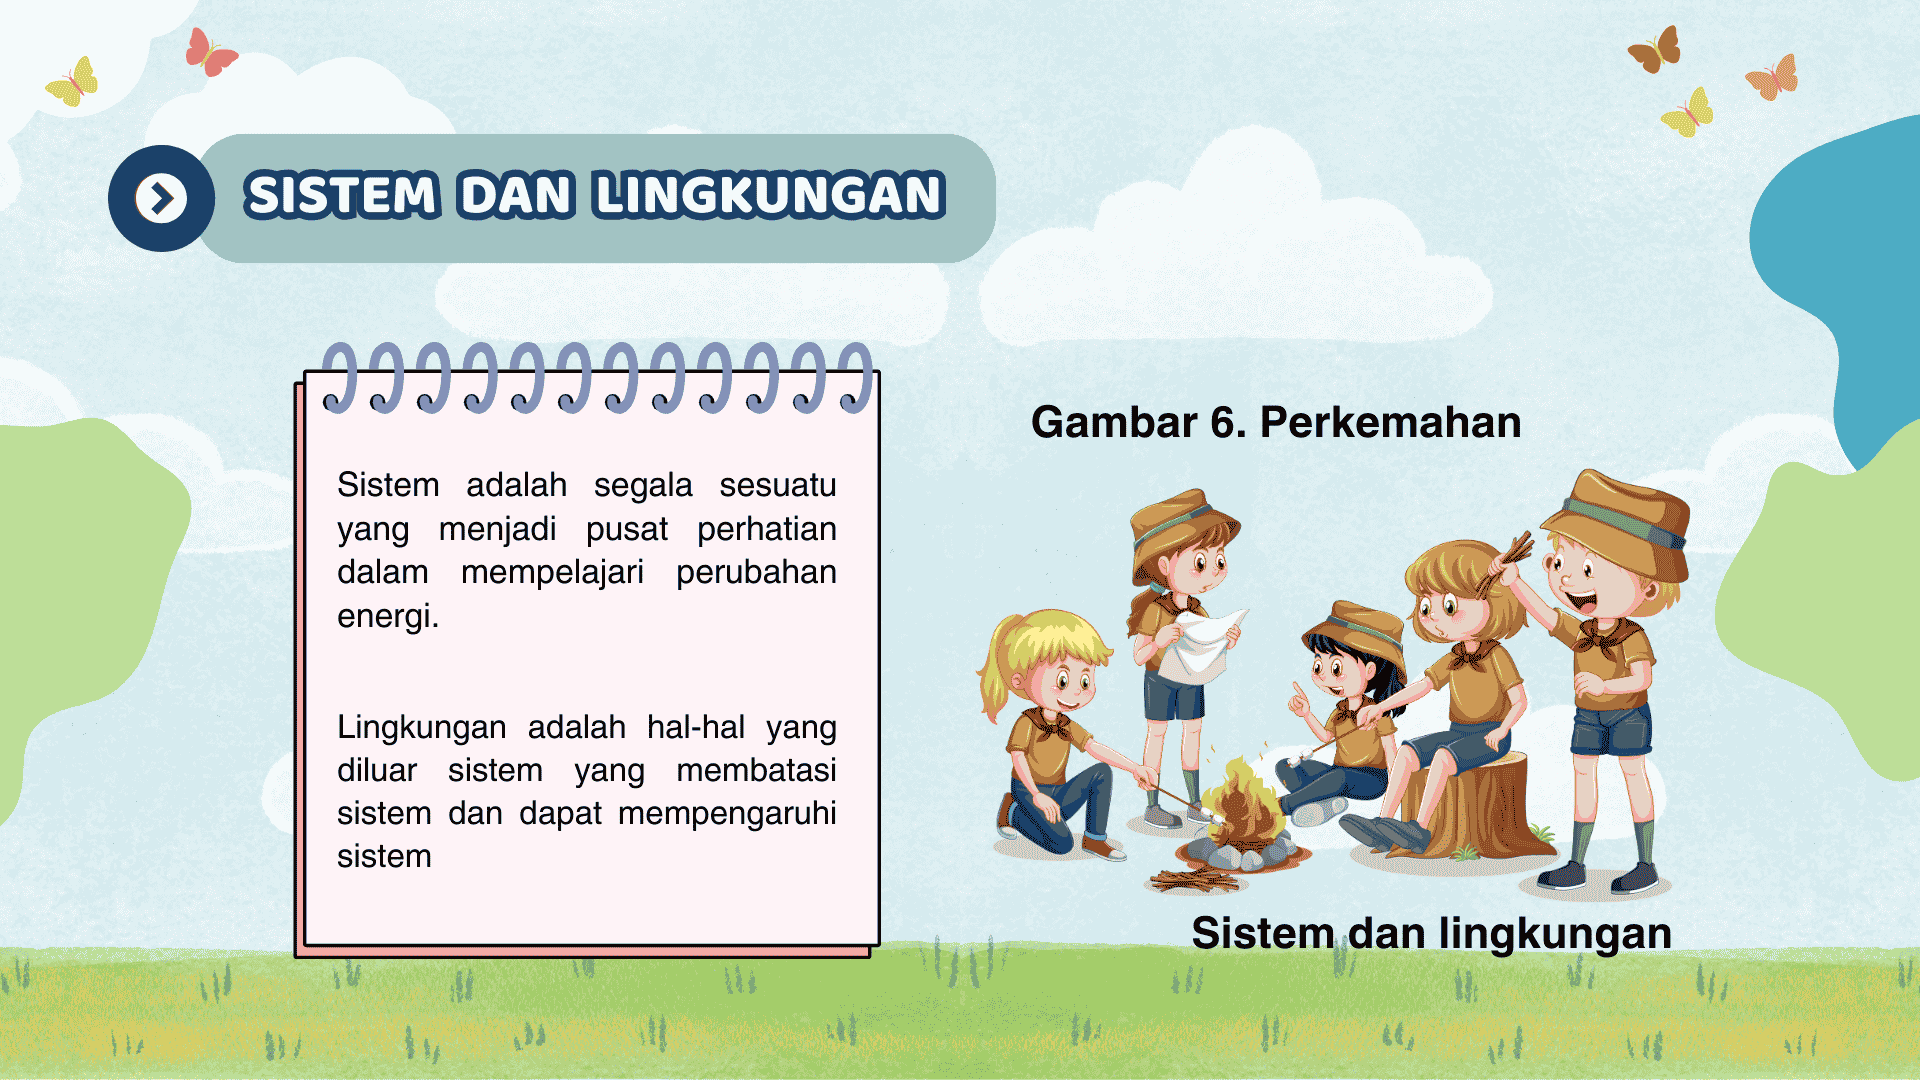 SISTEM DAN LINGKUNGAN
Sistem adalah segala sesuatu
yang menjadi pusat perhatian
dalam mempelajari perubahan
energi.
Lingkungan adalah hal-hal yang
diluar sistem yang membatasi
sistem dan dapat mempengaruhi
sistem
Gambar 6. Perkemahan
Sistem dan lingkungan